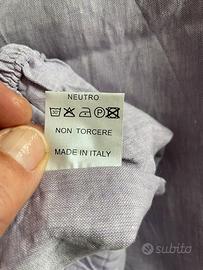 NEUTRO
NON TORCERE
MADE IN ITALY
subito